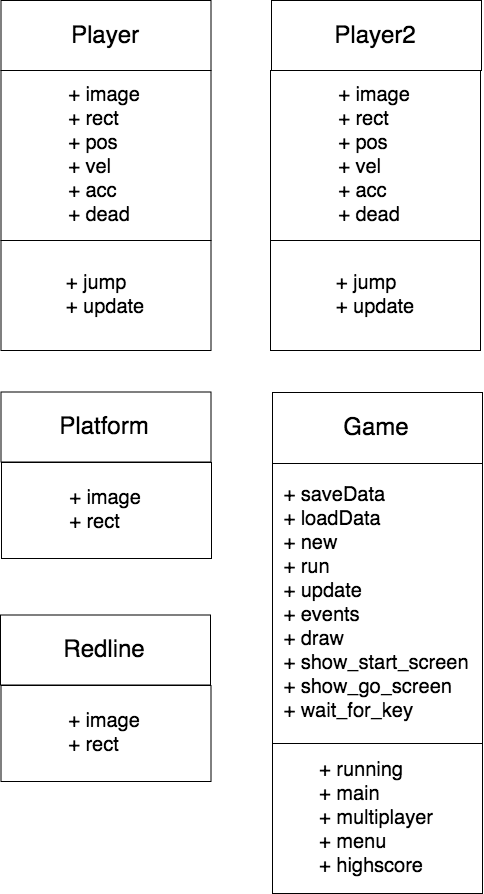 Player
+ image
+ rect
+ pos
+ vel
+ acc
+ dead
+ jump
+ update
Player2
+ image
+ rect
+ pos
+ vel
+ acc
+ dead
+ jump
+ update
Platform
+ image
+ rect
Redline
+ image
+ rect
Game
+ saveData
+ loadData
+ new
+ run
+ update
+ events
+ draw
+ show_start_screen
+ show_go_screen
+ wait_for_key
+ running
+ main
+ multiplayer
+ menu
+ highscore